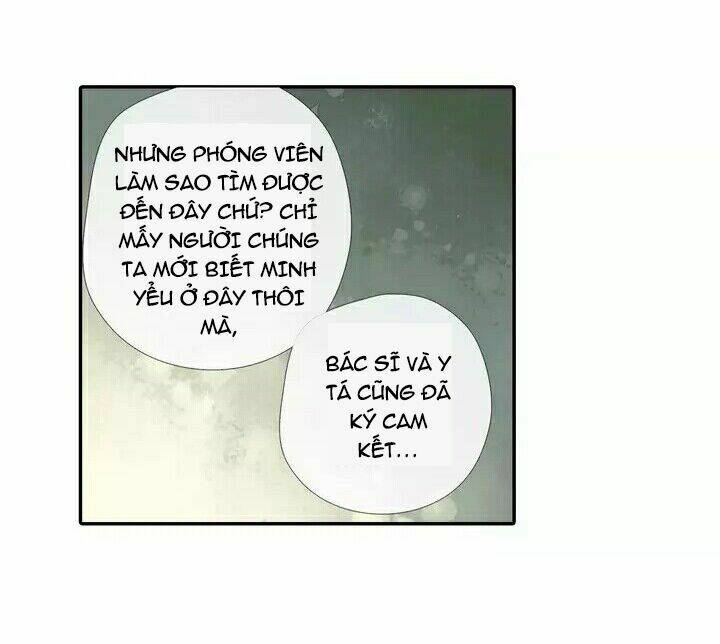 NHƯNG PHÓNG VIÊN
LÀM SAO TÌM ĐƯỢC
ĐẾN ĐÂY CHỨ? CHỈ
MẤY NGƯỜI CHÚNG
TA MỚI BIẾT MINH
YỂU Ở ĐÂY THÔI
MÀ,
BÁC SĨ VÀ Y
TÁ CŨNG ĐÃ
KÝ CAM
KẾT...